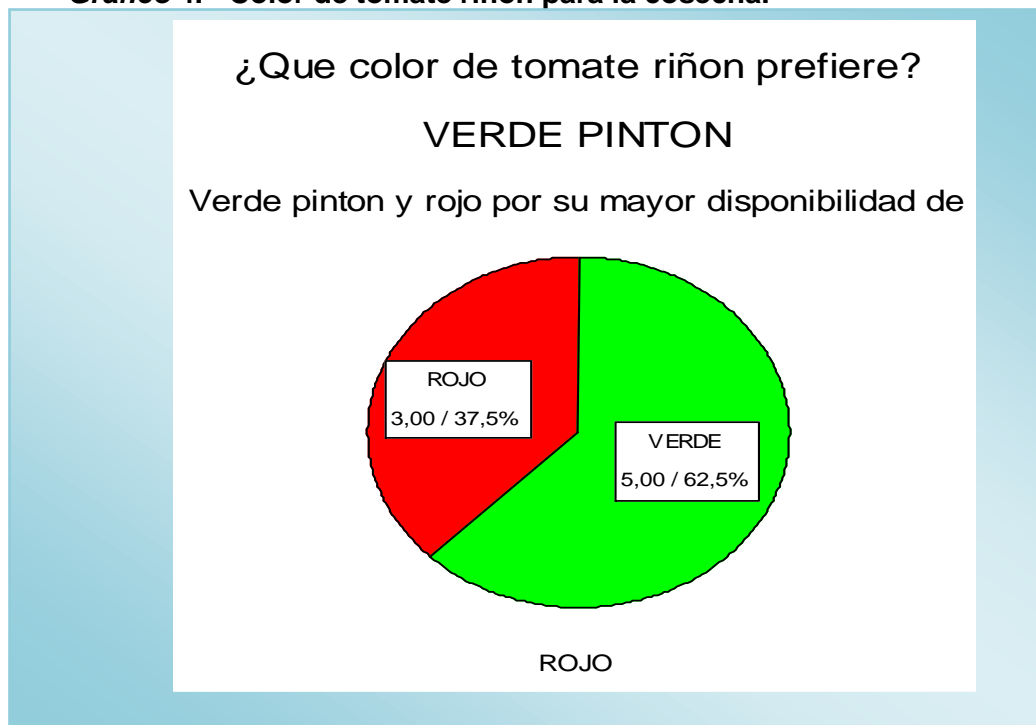 ¿Que color de tomate riñon prefiere?
VERDE PINTON
Verde pinton y rojo por su mayor disponibilidad de
ROJO
3,00 / 37,5%
VERDE
5,00 / 62,5%
ROJO